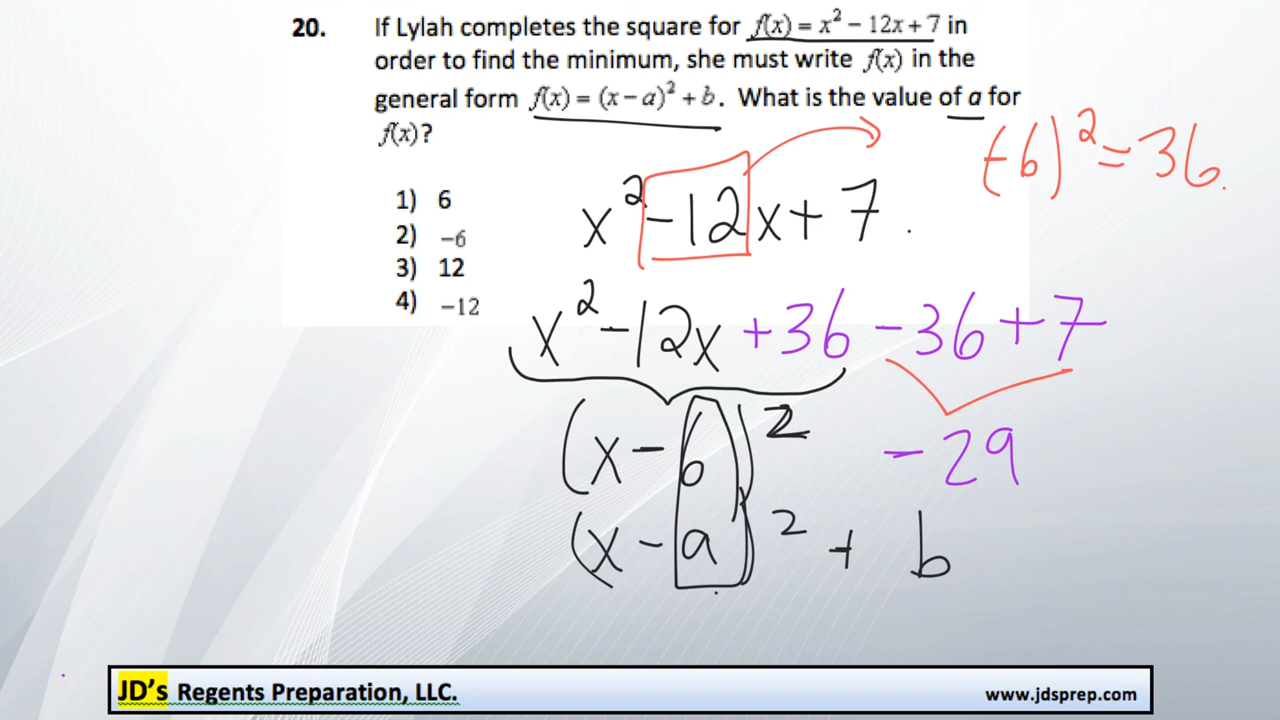 20. If Lylah completes the square for f(x) = x² − 12x + 7 in
order to find the minimum, she must write f(x) in the
general form f(x) = (x − a)² + b. What is the value of a for
f(x)?
(-6)² = 36.
1) 6
2) −6
3) 12
4) −12
x² -12x + 7
x² -12x +36 -36 +7
(x - 6)² -29
(x - a)² + b
JD's Regents Preparation, LLC. www.jdsprep.com